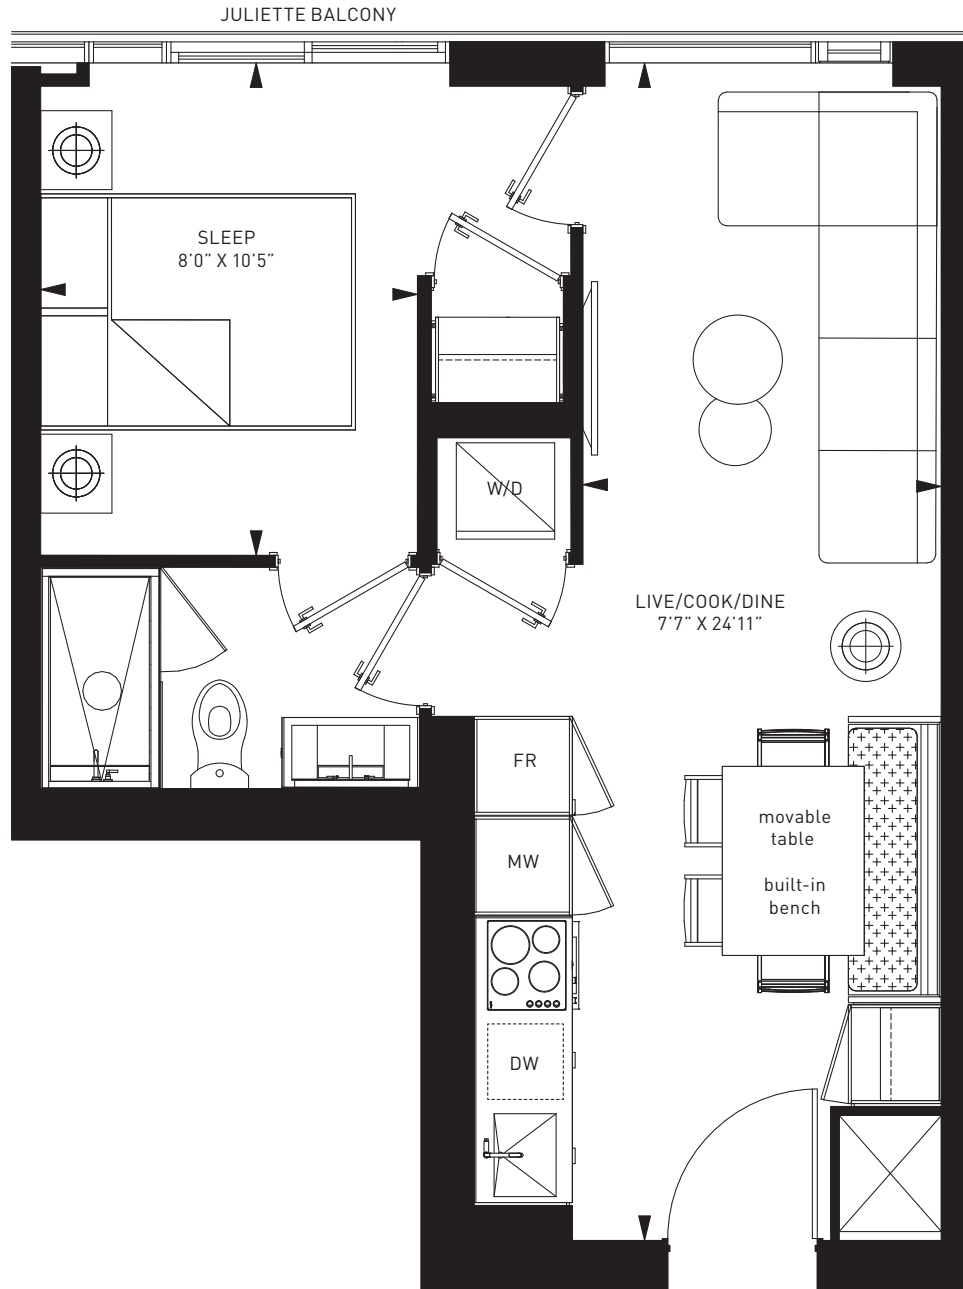 JULIETTE BALCONY
SLEEP
8'0" X 10'5"
W/D
LIVE/COOK/DINE
7'7" X 24'11"
FR
MW
movable
table
built-in
bench
DW